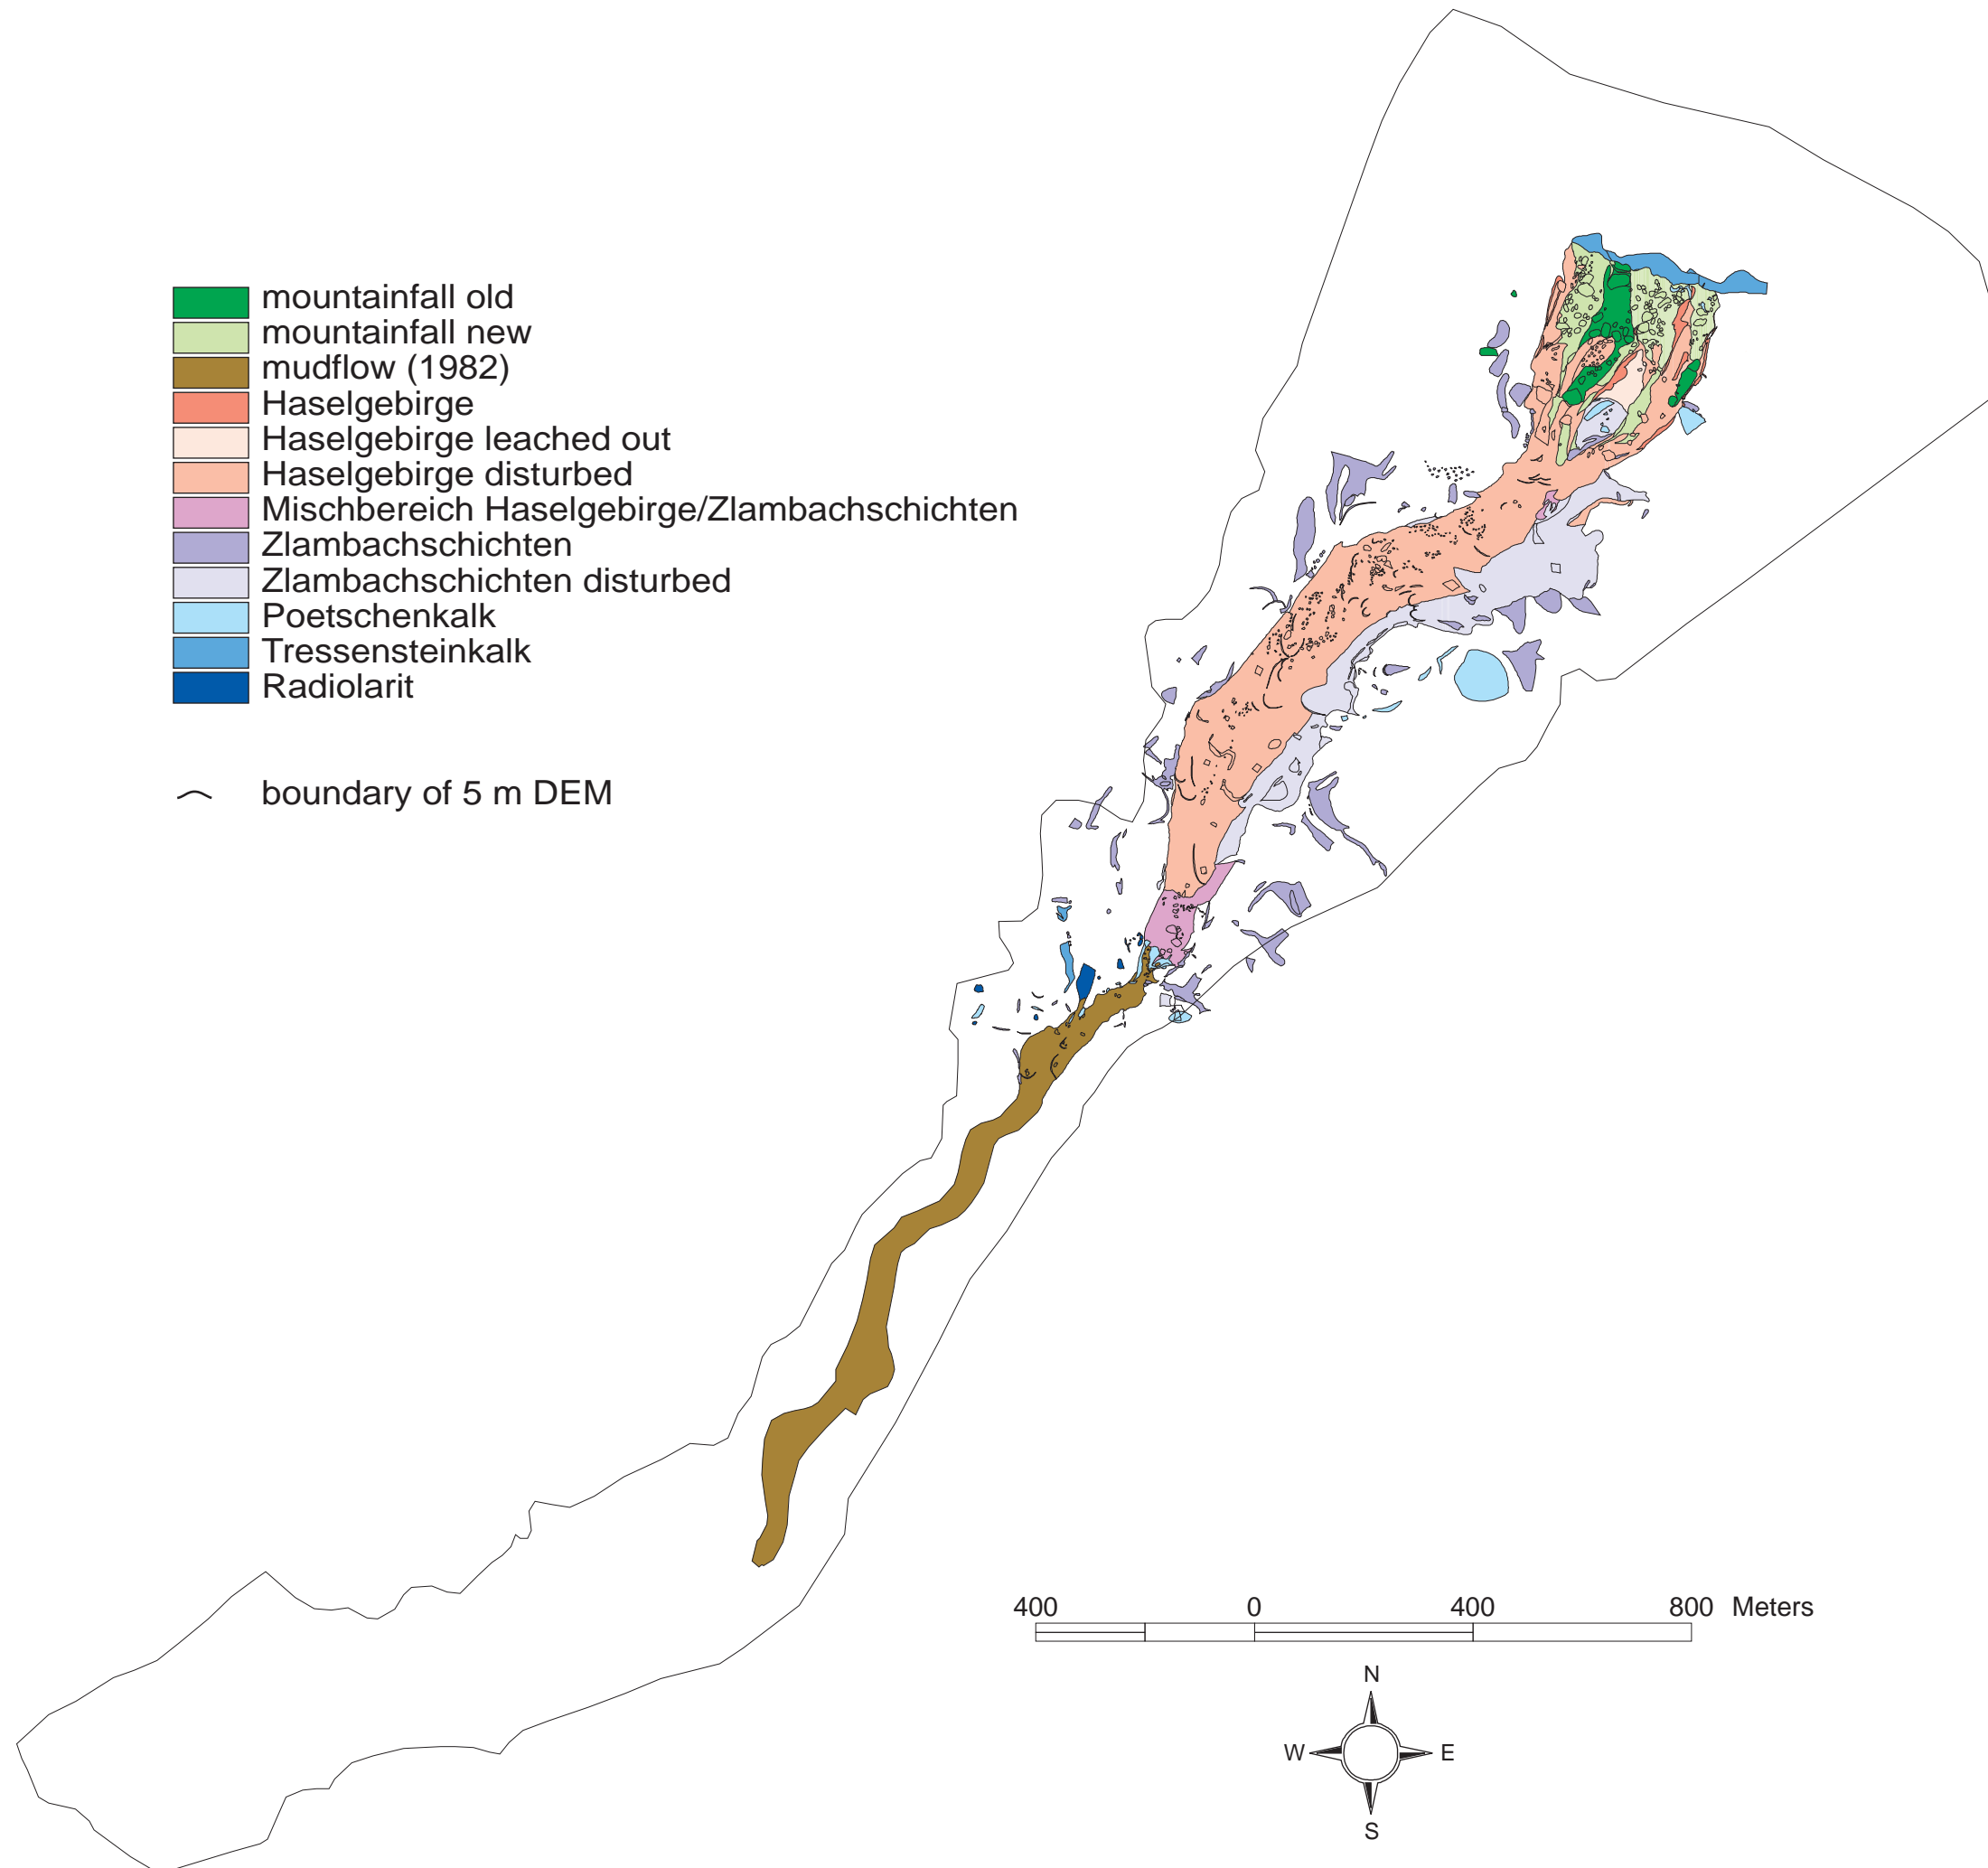 mountainfall old
mountainfall new
mudflow (1982)
Haselgebirge
Haselgebirge leached out
Haselgebirge disturbed
Mischbereich Haselgebirge/Zlambachschichten
Zlambachschichten
Zlambachschichten disturbed
Poetschenkalk
Tressensteinkalk
Radiolarit
boundary of 5 m DEM
400 0 400 800 Meters
N
W E
S